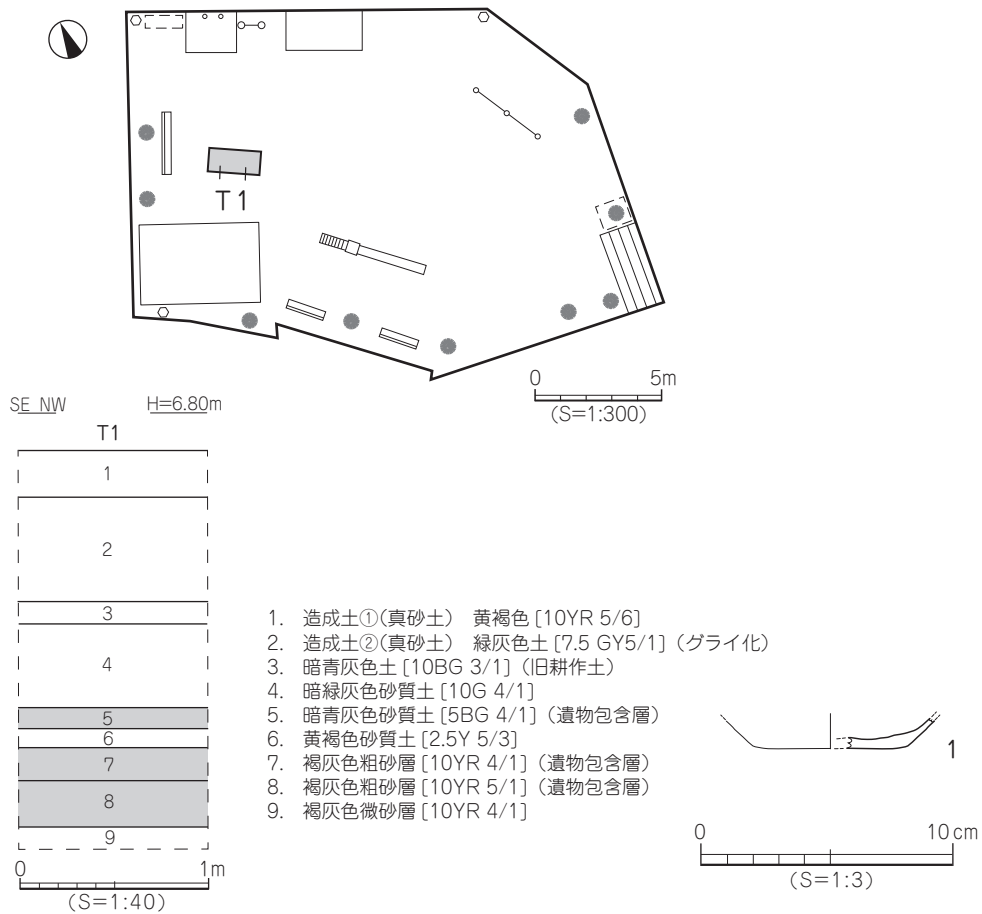 T1
0 5m
(S=1:300)
SE NW H=6.80m
T1
1
2
3
4
5
6
7
8
9
0 1m
(S=1:40)
1. 造成土①(真砂土) 黄褐色 [10YR 5/6]
2. 造成土②(真砂土) 緑灰色土 [7.5 GY5/1] (グライ化)
3. 暗青灰色土 [10BG 3/1] (旧耕作土)
4. 暗緑灰色砂質土 [10G 4/1]
5. 暗青灰色砂質土 [5BG 4/1] (遺物包含層)
6. 黄褐色砂質土 [2.5Y 5/3]
7. 褐灰色粗砂層 [10YR 4/1] (遺物包含層)
8. 褐灰色粗砂層 [10YR 5/1] (遺物包含層)
9. 褐灰色微砂層 [10YR 4/1]
1
0 10cm
(S=1:3)